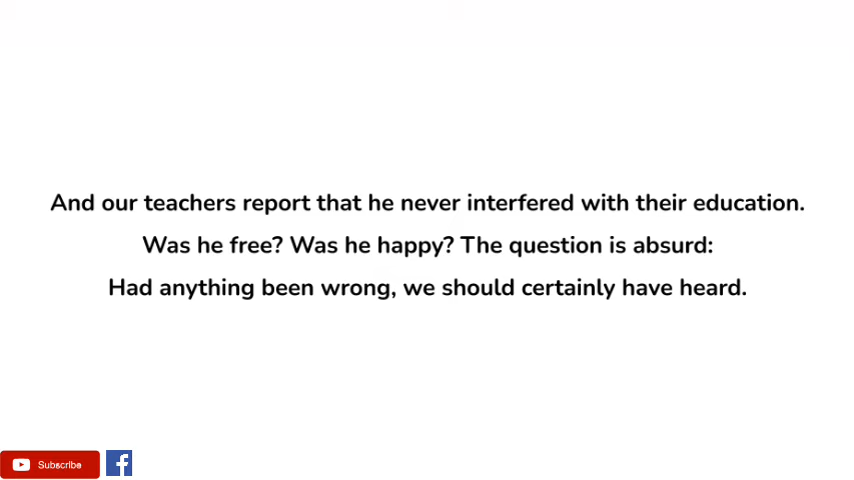 And our teachers report that he never interfered with their education.
Was he free? Was he happy? The question is absurd:
Had anything been wrong, we should certainly have heard.
Subscribe